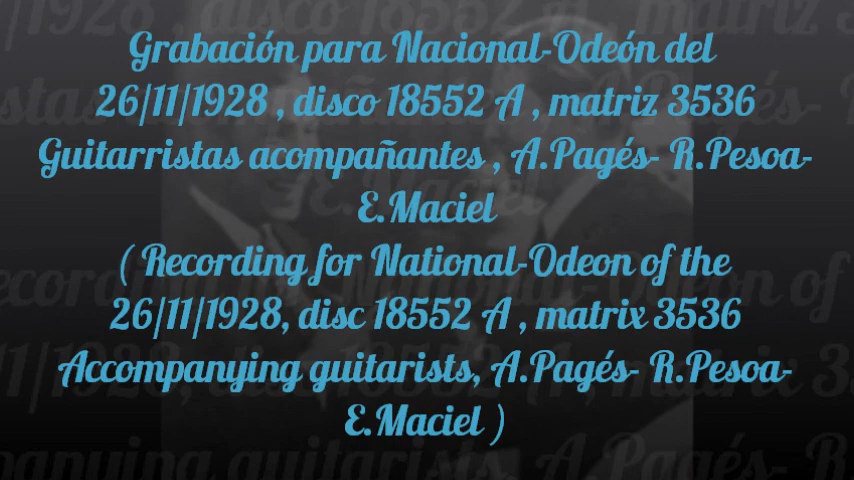 Grabación para Nacional-Odeón del
26/11/1928 , disco 18552 A , matriz 3536
Guitarristas acompañantes , A.Pagés- R.Pesoa-
E.Maciel
( Recording for National-Odeon of the
26/11/1928, disc 18552 A , matrix 3536
Accompanying guitarists, A.Pagés- R.Pesoa-
E.Maciel )